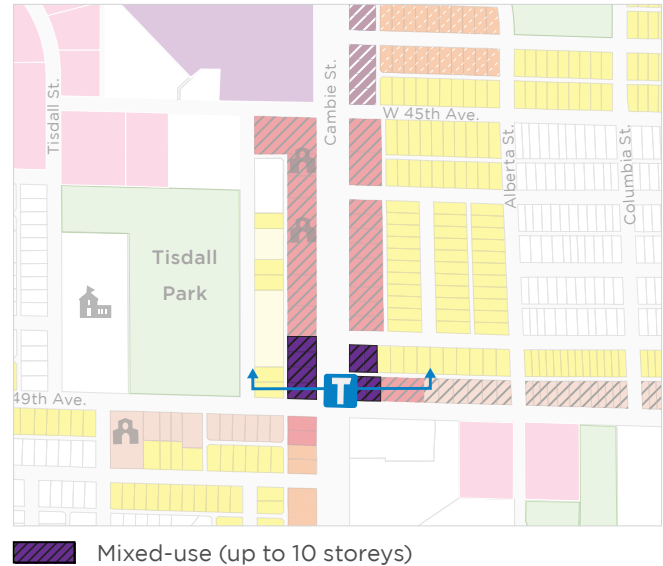 Tisdall St.
Cambie St.
W 45th Ave.
Alberta St.
Columbia St.
Tisdall
Park
T
49th Ave.
Mixed-use (up to 10 storeys)